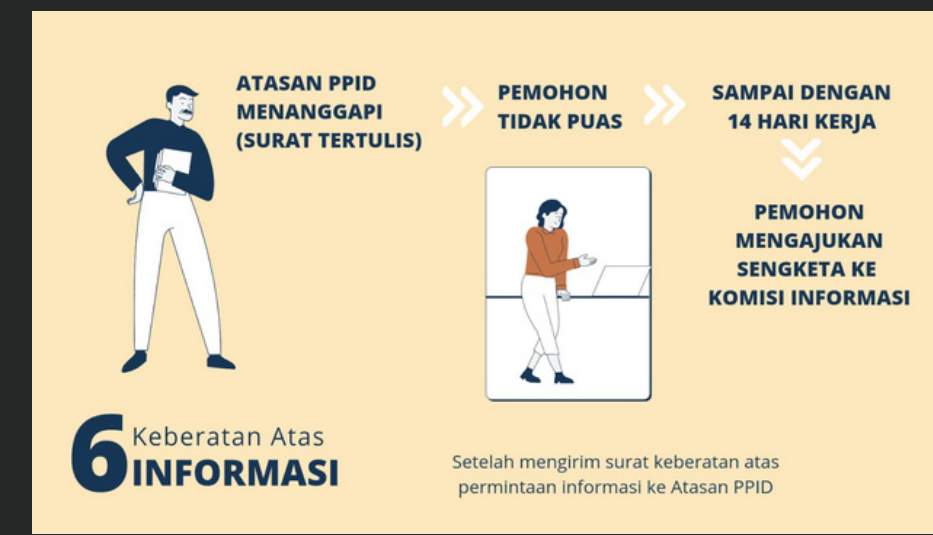 ATASAN PPID
MENANGGAPI
(SURAT TERTULIS)
PEMOHON
TIDAK PUAS
SAMPAI DENGAN
14 HARI KERJA
PEMOHON
MENGAJUKAN
SENGKETA KE
KOMISI INFORMASI
6 Keberatan Atas
INFORMASI
Setelah mengirim surat keberatan atas
permintaan informasi ke Atasan PPID